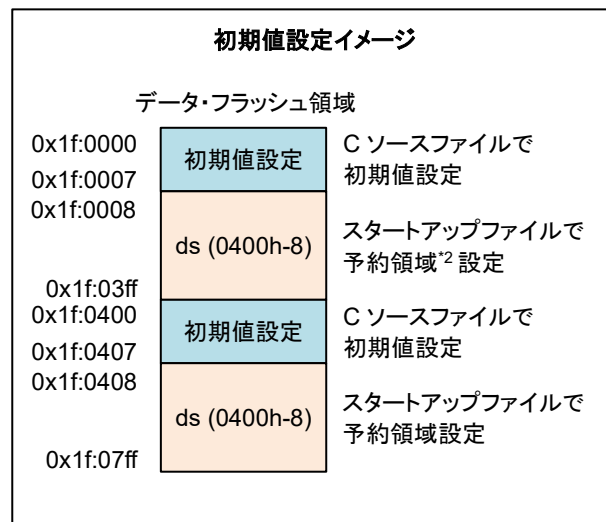 初期値設定イメージ
データ・フラッシュ領域
0x1f:0000
0x1f:0007
初期値設定
Cソースファイルで
初期値設定
0x1f:0008
0x1f:03ff
ds (0400h-8)
スタートアップファイルで
予約領域*2 設定
0x1f:0400
0x1f:0407
初期値設定
Cソースファイルで
初期値設定
0x1f:0408
0x1f:07ff
ds (0400h-8)
スタートアップファイルで
予約領域設定